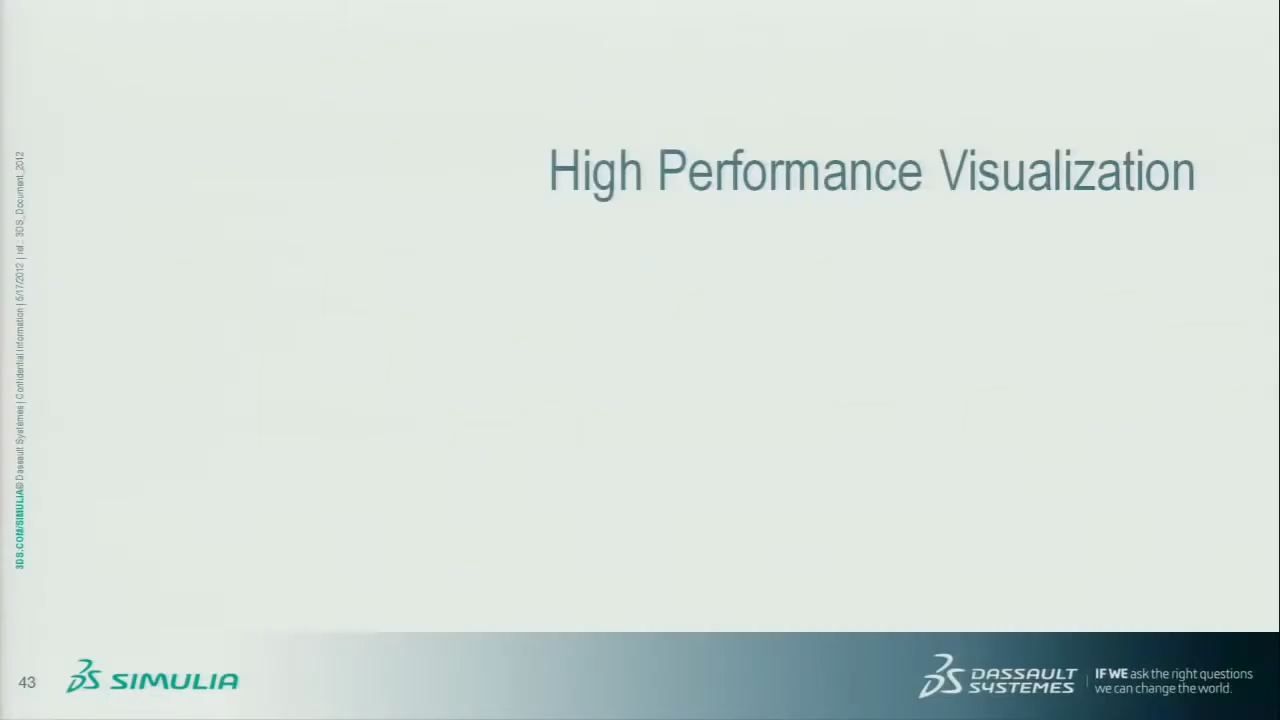 High Performance Visualization
3DS.COM/SIMULIA© Dassault Systèmes | Confidential Information | 5/17/2012 | ref.: 3DS_Document_2012
43
SIMULIA
DASSAULT
SYSTEMES
IF WE ask the right questions
we can change the world.